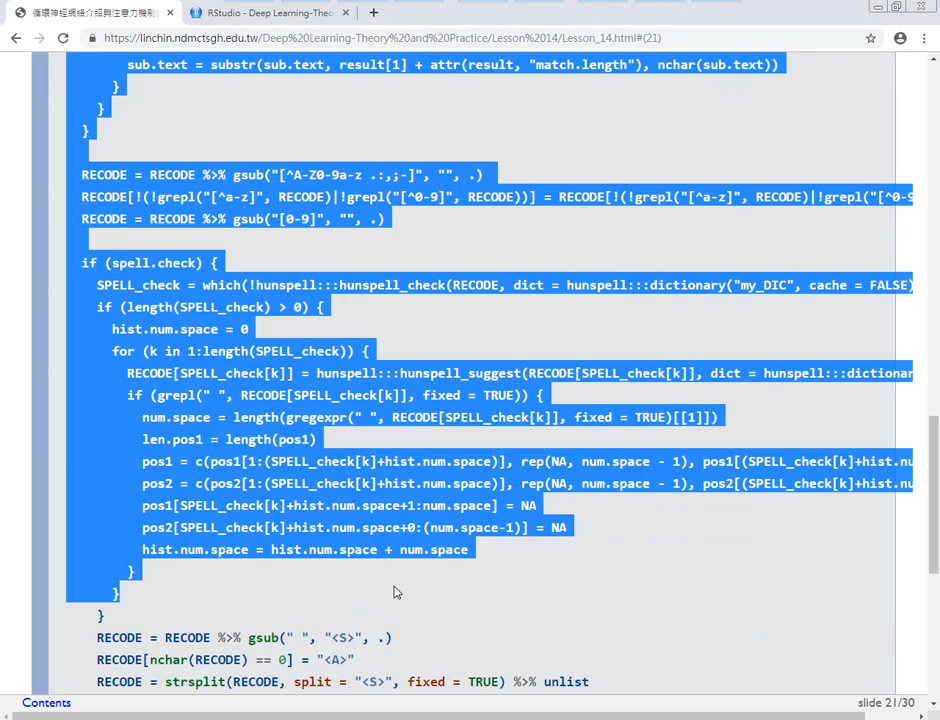 循環神經網絡介紹與注意力機制
RStudio - Deep Learning-Theor
https://linchin.ndmctsgh.edu.tw/Deep%20Learning-Theory%20and%20Practice/Lesson%2014/Lesson_14.html#(21)
sub.text = substr(sub.text, result[1] + attr(result, "match.length"), nchar(sub.text))
}
}
}
RECODE = RECODE %>% gsub("[^A-Z0-9a-z .:,;-]", "", .)
RECODE[!(!grepl("[^a-z]", RECODE)|!grepl("[^0-9]", RECODE))] = RECODE[!(!grepl("[^a-z]", RECODE)|!grepl("[^0-9
RECODE = RECODE %>% gsub("[0-9]", "", .)
if (spell.check) {
SPELL_check = which(!hunspell:::hunspell_check(RECODE, dict = hunspell:::dictionary("my_DIC", cache = FALSE)
if (length(SPELL_check) > 0) {
hist.num.space = 0
for (k in 1:length(SPELL_check)) {
RECODE[SPELL_check[k]] = hunspell:::hunspell_suggest(RECODE[SPELL_check[k]], dict = hunspell:::dictionar
if (grepl(" ", RECODE[SPELL_check[k]], fixed = TRUE)) {
num.space = length(gregexpr(" ", RECODE[SPELL_check[k]], fixed = TRUE)[[1]])
len.pos1 = length(pos1)
pos1 = c(pos1[1:(SPELL_check[k]+hist.num.space)], rep(NA, num.space - 1), pos1[(SPELL_check[k]+hist.nu
pos2 = c(pos2[1:(SPELL_check[k]+hist.num.space)], rep(NA, num.space - 1), pos2[(SPELL_check[k]+hist.nu
pos1[SPELL_check[k]+hist.num.space+1:num.space] = NA
pos2[SPELL_check[k]+hist.num.space+0:(num.space-1)] = NA
hist.num.space = hist.num.space + num.space
}
}
}
RECODE = RECODE %>% gsub(" ", "<S>", .)
RECODE[nchar(RECODE) == 0] = "<A>"
RECODE = strsplit(RECODE, split = "<S>", fixed = TRUE) %>% unlist
Contents
slide 21/30